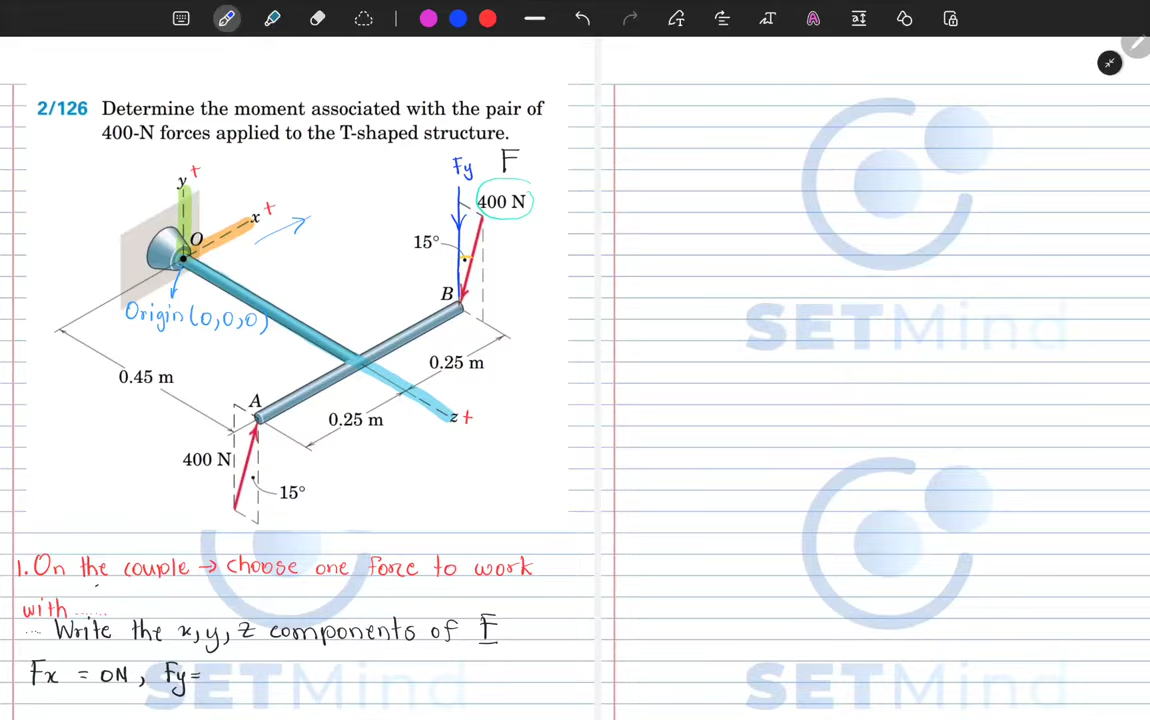 2/126 Determine the moment associated with the pair of
400-N forces applied to the T-shaped structure.
Fy F
y +
400 N
x +
O
15°
B
Origin (0,0,0)
0.45 m
0.25 m
A
0.25 m
z +
400 N
15°
1. On the couple → choose one force to work
with ......
... Write the x, y, z components of F
Fx = 0N , Fy=
SETMind
SETMind
SETMind